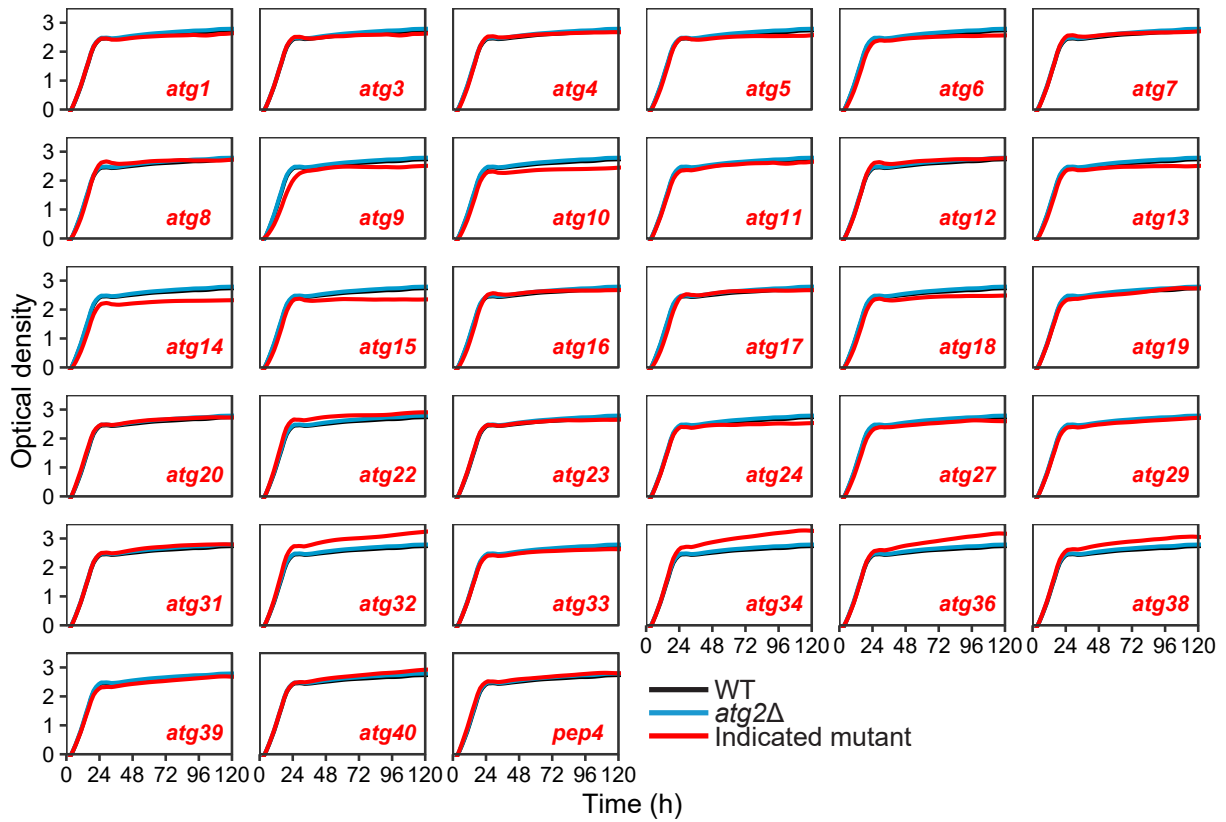 3
2
1
0
atg1
atg3
atg4
atg5
atg6
atg7
3
2
1
0
atg8
atg9
atg10
atg11
atg12
atg13
Optical density
3
2
1
0
atg14
atg15
atg16
atg17
atg18
atg19
3
2
1
0
atg20
atg22
atg23
atg24
atg27
atg29
3
2
1
0
atg31
atg32
atg33
atg34
atg36
atg38
0 24 48 72 96 120
0 24 48 72 96 120
0 24 48 72 96 120
3
2
1
0
atg39
atg40
pep4
0 24 48 72 96 120
0 24 48 72 96 120
0 24 48 72 96 120
WT
atg2Δ
Indicated mutant
Time (h)